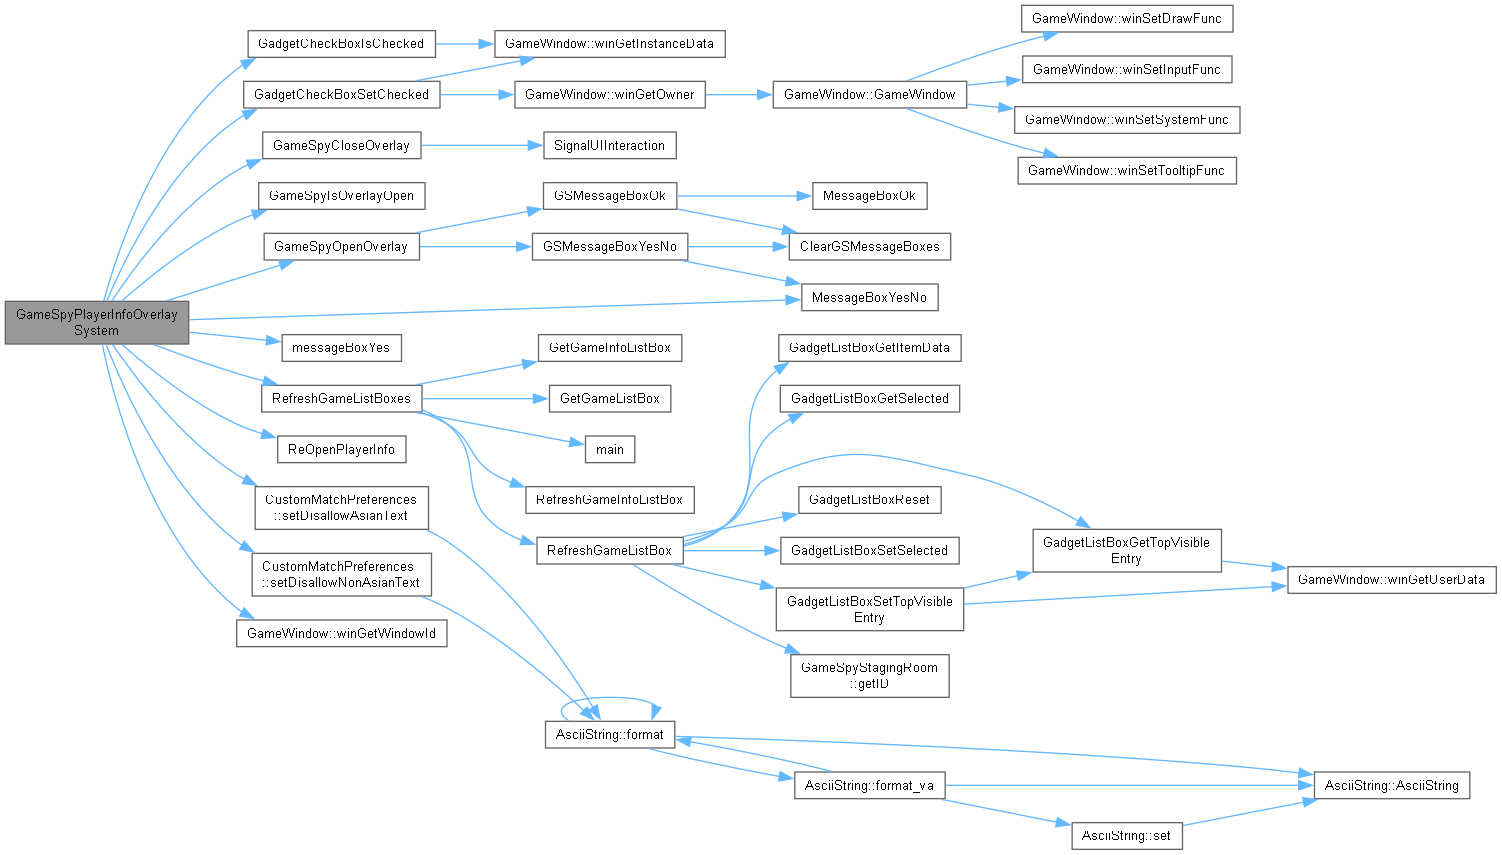 GameSpyPlayerInfoOverlay
System
GadgetCheckBoxIsChecked
GadgetCheckBoxSetChecked
GameSpyCloseOverlay
GameSpyIsOverlayOpen
GameSpyOpenOverlay
messageBoxYes
RefreshGameListBoxes
ReOpenPlayerInfo
CustomMatchPreferences
::setDisallowAsianText
CustomMatchPreferences
::setDisallowNonAsianText
GameWindow::winGetWindowId
GameWindow::winGetInstanceData
GameWindow::winGetOwner
SignalUIInteraction
GSMessageBoxOk
GSMessageBoxYesNo
GetGameInfoListBox
GetGameListBox
main
RefreshGameInfoListBox
RefreshGameListBox
AsciiString::format
GameWindow::GameWindow
MessageBoxOk
ClearGSMessageBoxes
MessageBoxYesNo
GadgetListBoxGetItemData
GadgetListBoxGetSelected
GadgetListBoxReset
GadgetListBoxSetSelected
GadgetListBoxSetTopVisible
Entry
GameSpyStagingRoom
::getID
AsciiString::format_va
GameWindow::winSetDrawFunc
GameWindow::winSetInputFunc
GameWindow::winSetSystemFunc
GameWindow::winSetTooltipFunc
GadgetListBoxGetTopVisible
Entry
AsciiString::set
GameWindow::winGetUserData
AsciiString::AsciiString